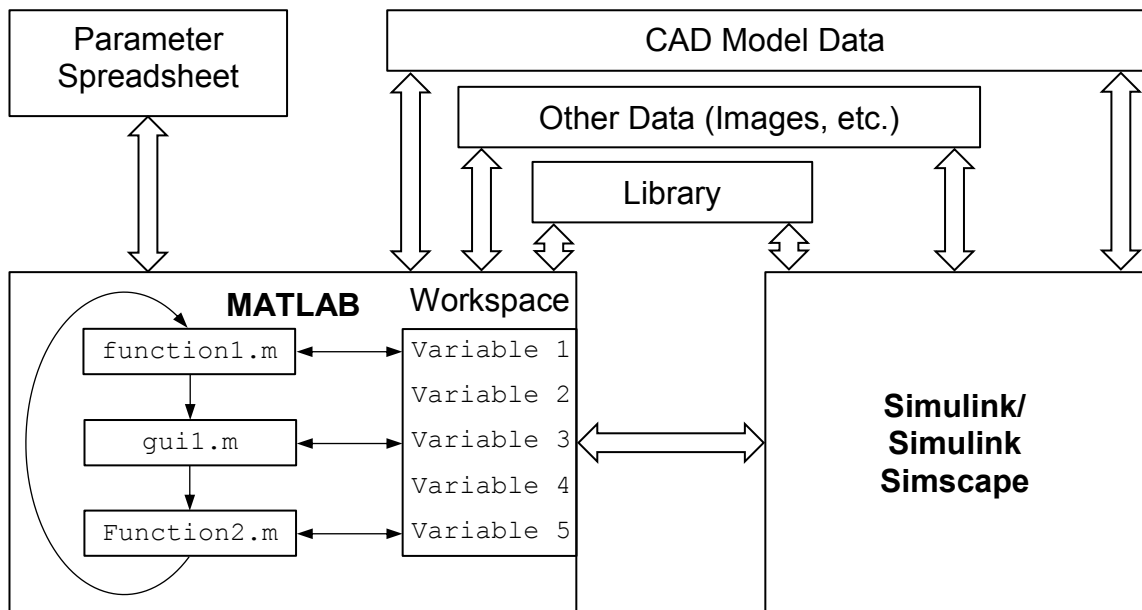 Parameter
Spreadsheet
CAD Model Data
Other Data (Images, etc.)
Library
MATLAB
Workspace
function1.m
Variable 1
Variable 2
gui1.m
Variable 3
Variable 4
Function2.m
Variable 5
Simulink/
Simulink
Simscape